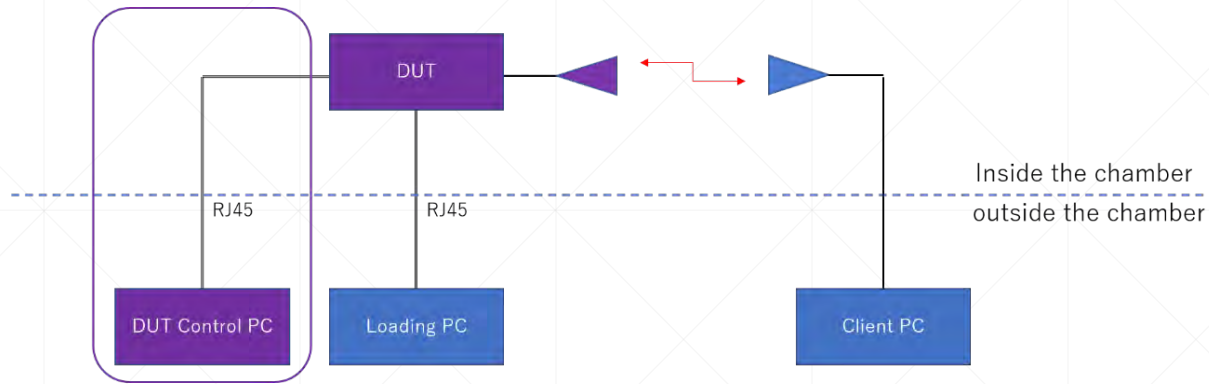 DUT
Inside the chamber
RJ45
RJ45
outside the chamber
DUT Control PC
Loading PC
Client PC